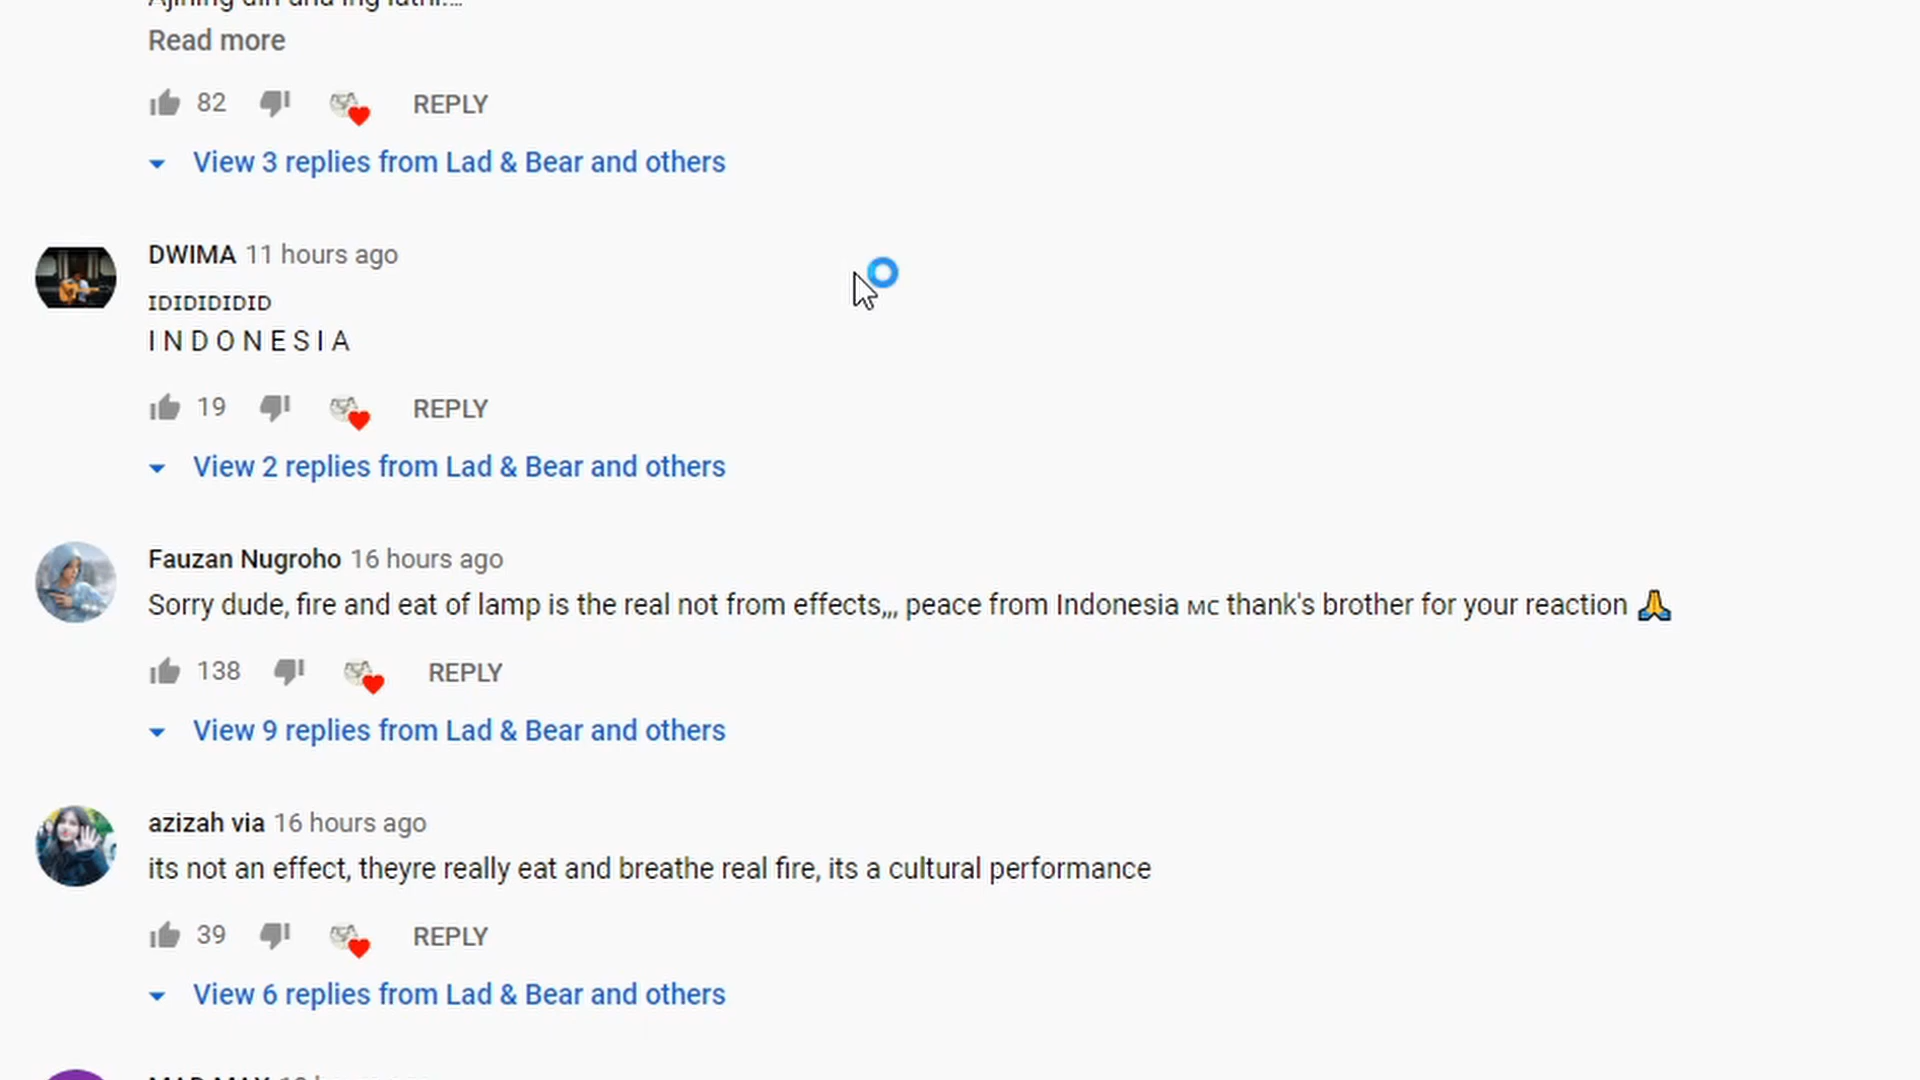 Read more
82 REPLY
View 3 replies from Lad & Bear and others
DWIMA 11 hours ago
ɪᴅɪᴅɪᴅɪᴅɪᴅ
I N D O N E S I A
19 REPLY
View 2 replies from Lad & Bear and others
Fauzan Nugroho 16 hours ago
Sorry dude, fire and eat of lamp is the real not from effects,,, peace from Indonesia ᴍᴄ thank's brother for your reaction 🙏
138 REPLY
View 9 replies from Lad & Bear and others
azizah via 16 hours ago
its not an effect, theyre really eat and breathe real fire, its a cultural performance
39 REPLY
View 6 replies from Lad & Bear and others